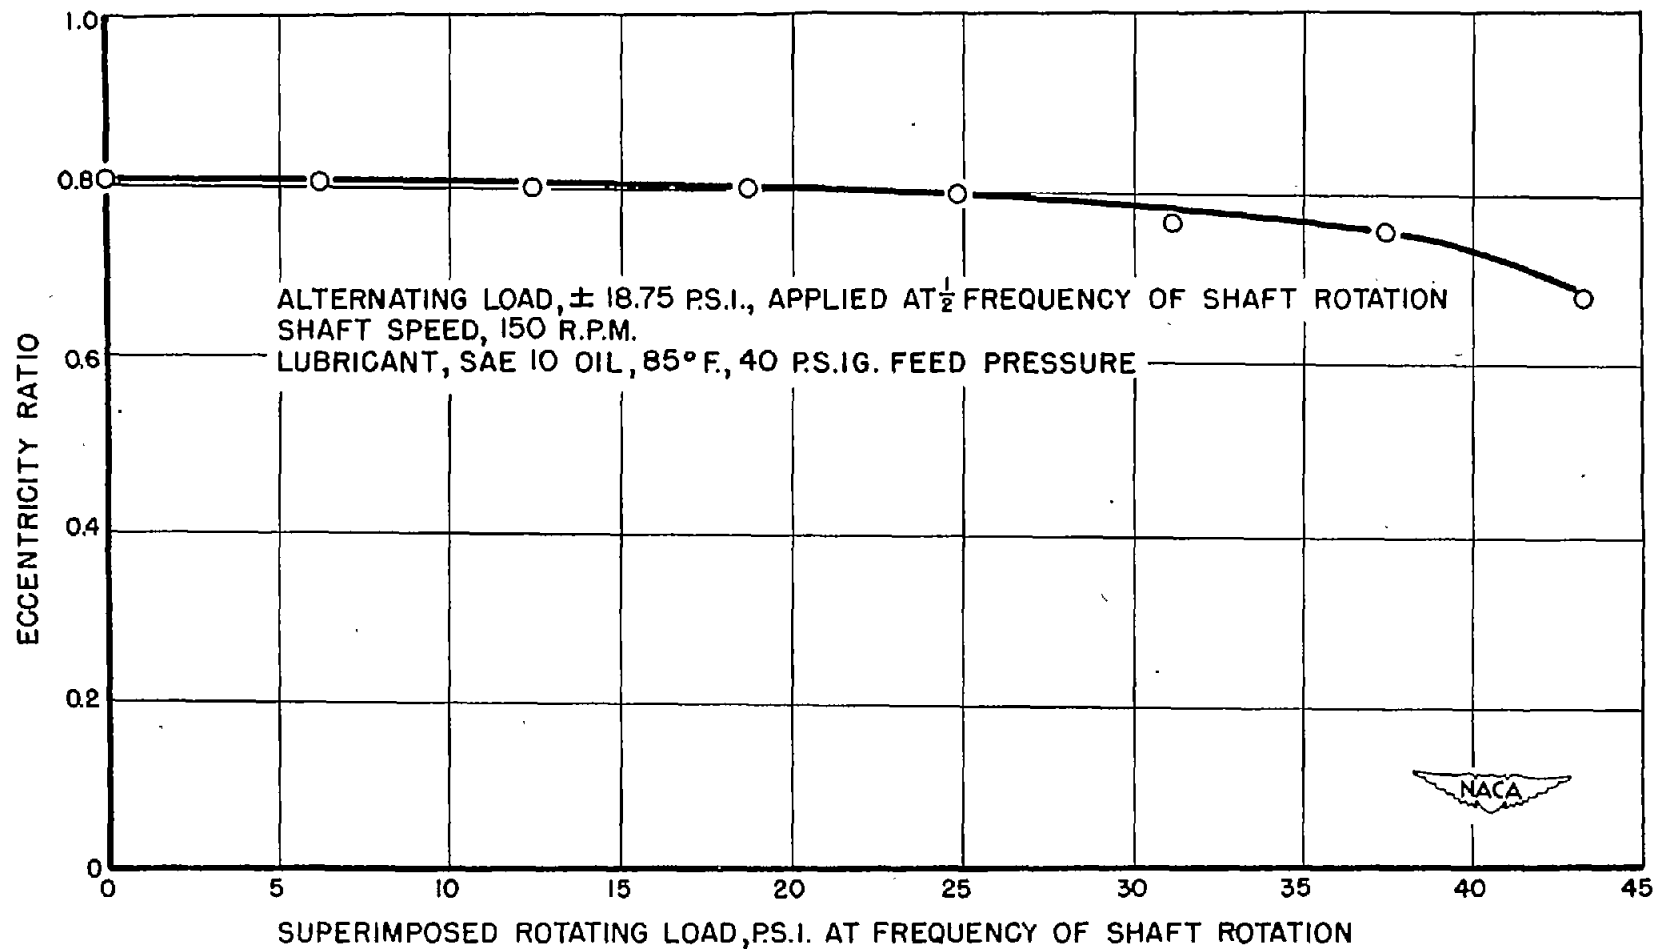 1.0
0.8
0.6
0.4
0.2
0
ECCENTRICITY RATIO
ALTERNATING LOAD, ± 18.75 P.S.I., APPLIED AT 1/2 FREQUENCY OF SHAFT ROTATION
SHAFT SPEED, 150 R.P.M.
LUBRICANT, SAE 10 OIL, 85° F., 40 P.S.I.G. FEED PRESSURE
NACA
0 5 10 15 20 25 30 35 40 45
SUPERIMPOSED ROTATING LOAD, P.S.I. AT FREQUENCY OF SHAFT ROTATION